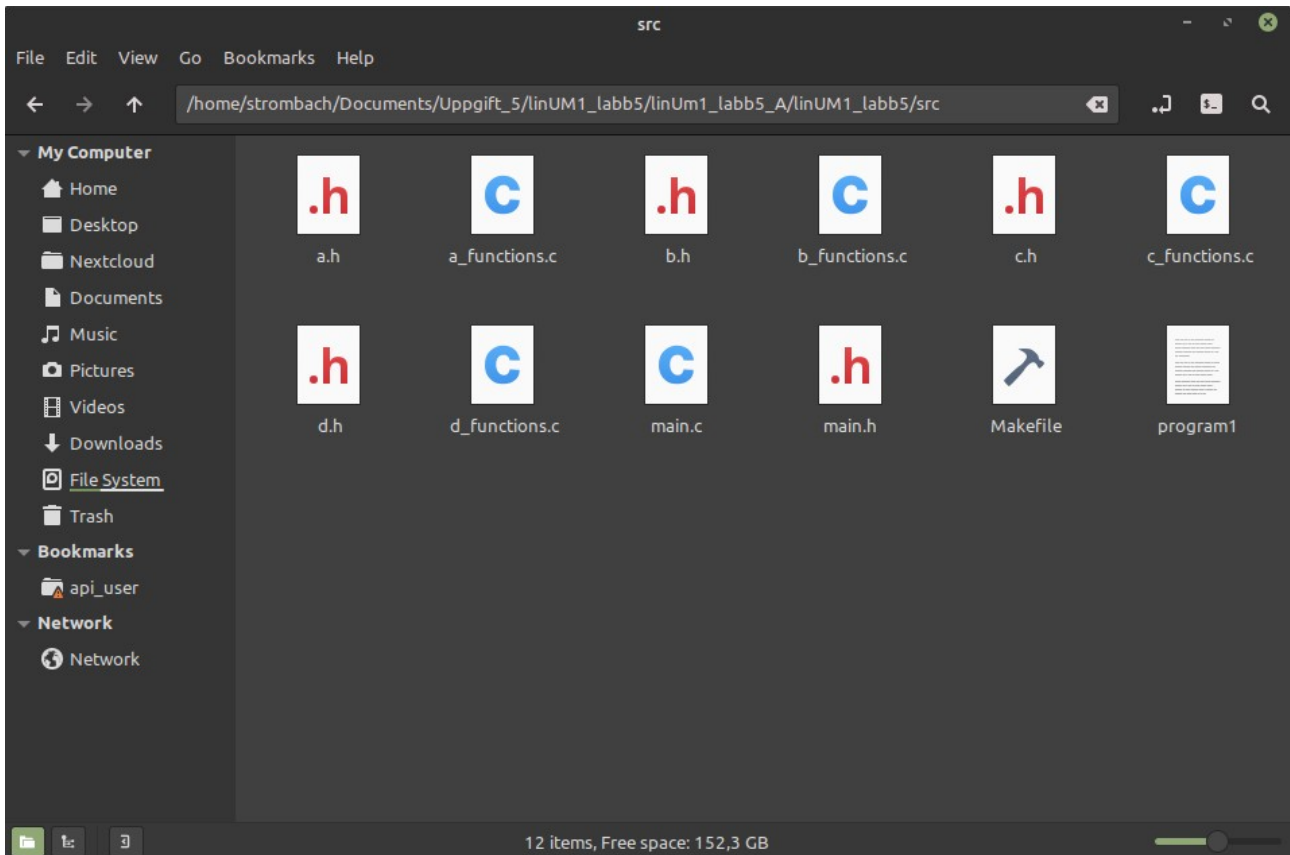 src
File Edit View Go Bookmarks Help
/home/strombach/Documents/Uppgift_5/linUM1_labb5/linUm1_labb5_A/linUM1_labb5/src
My Computer
Home
Desktop
Nextcloud
Documents
Music
Pictures
Videos
Downloads
File System
Trash
Bookmarks
api_user
Network
Network
.h C .h C .h C
a.h a_functions.c b.h b_functions.c c.h c_functions.c
.h C C .h
d.h d_functions.c main.c main.h Makefile program1
12 items, Free space: 152,3 GB